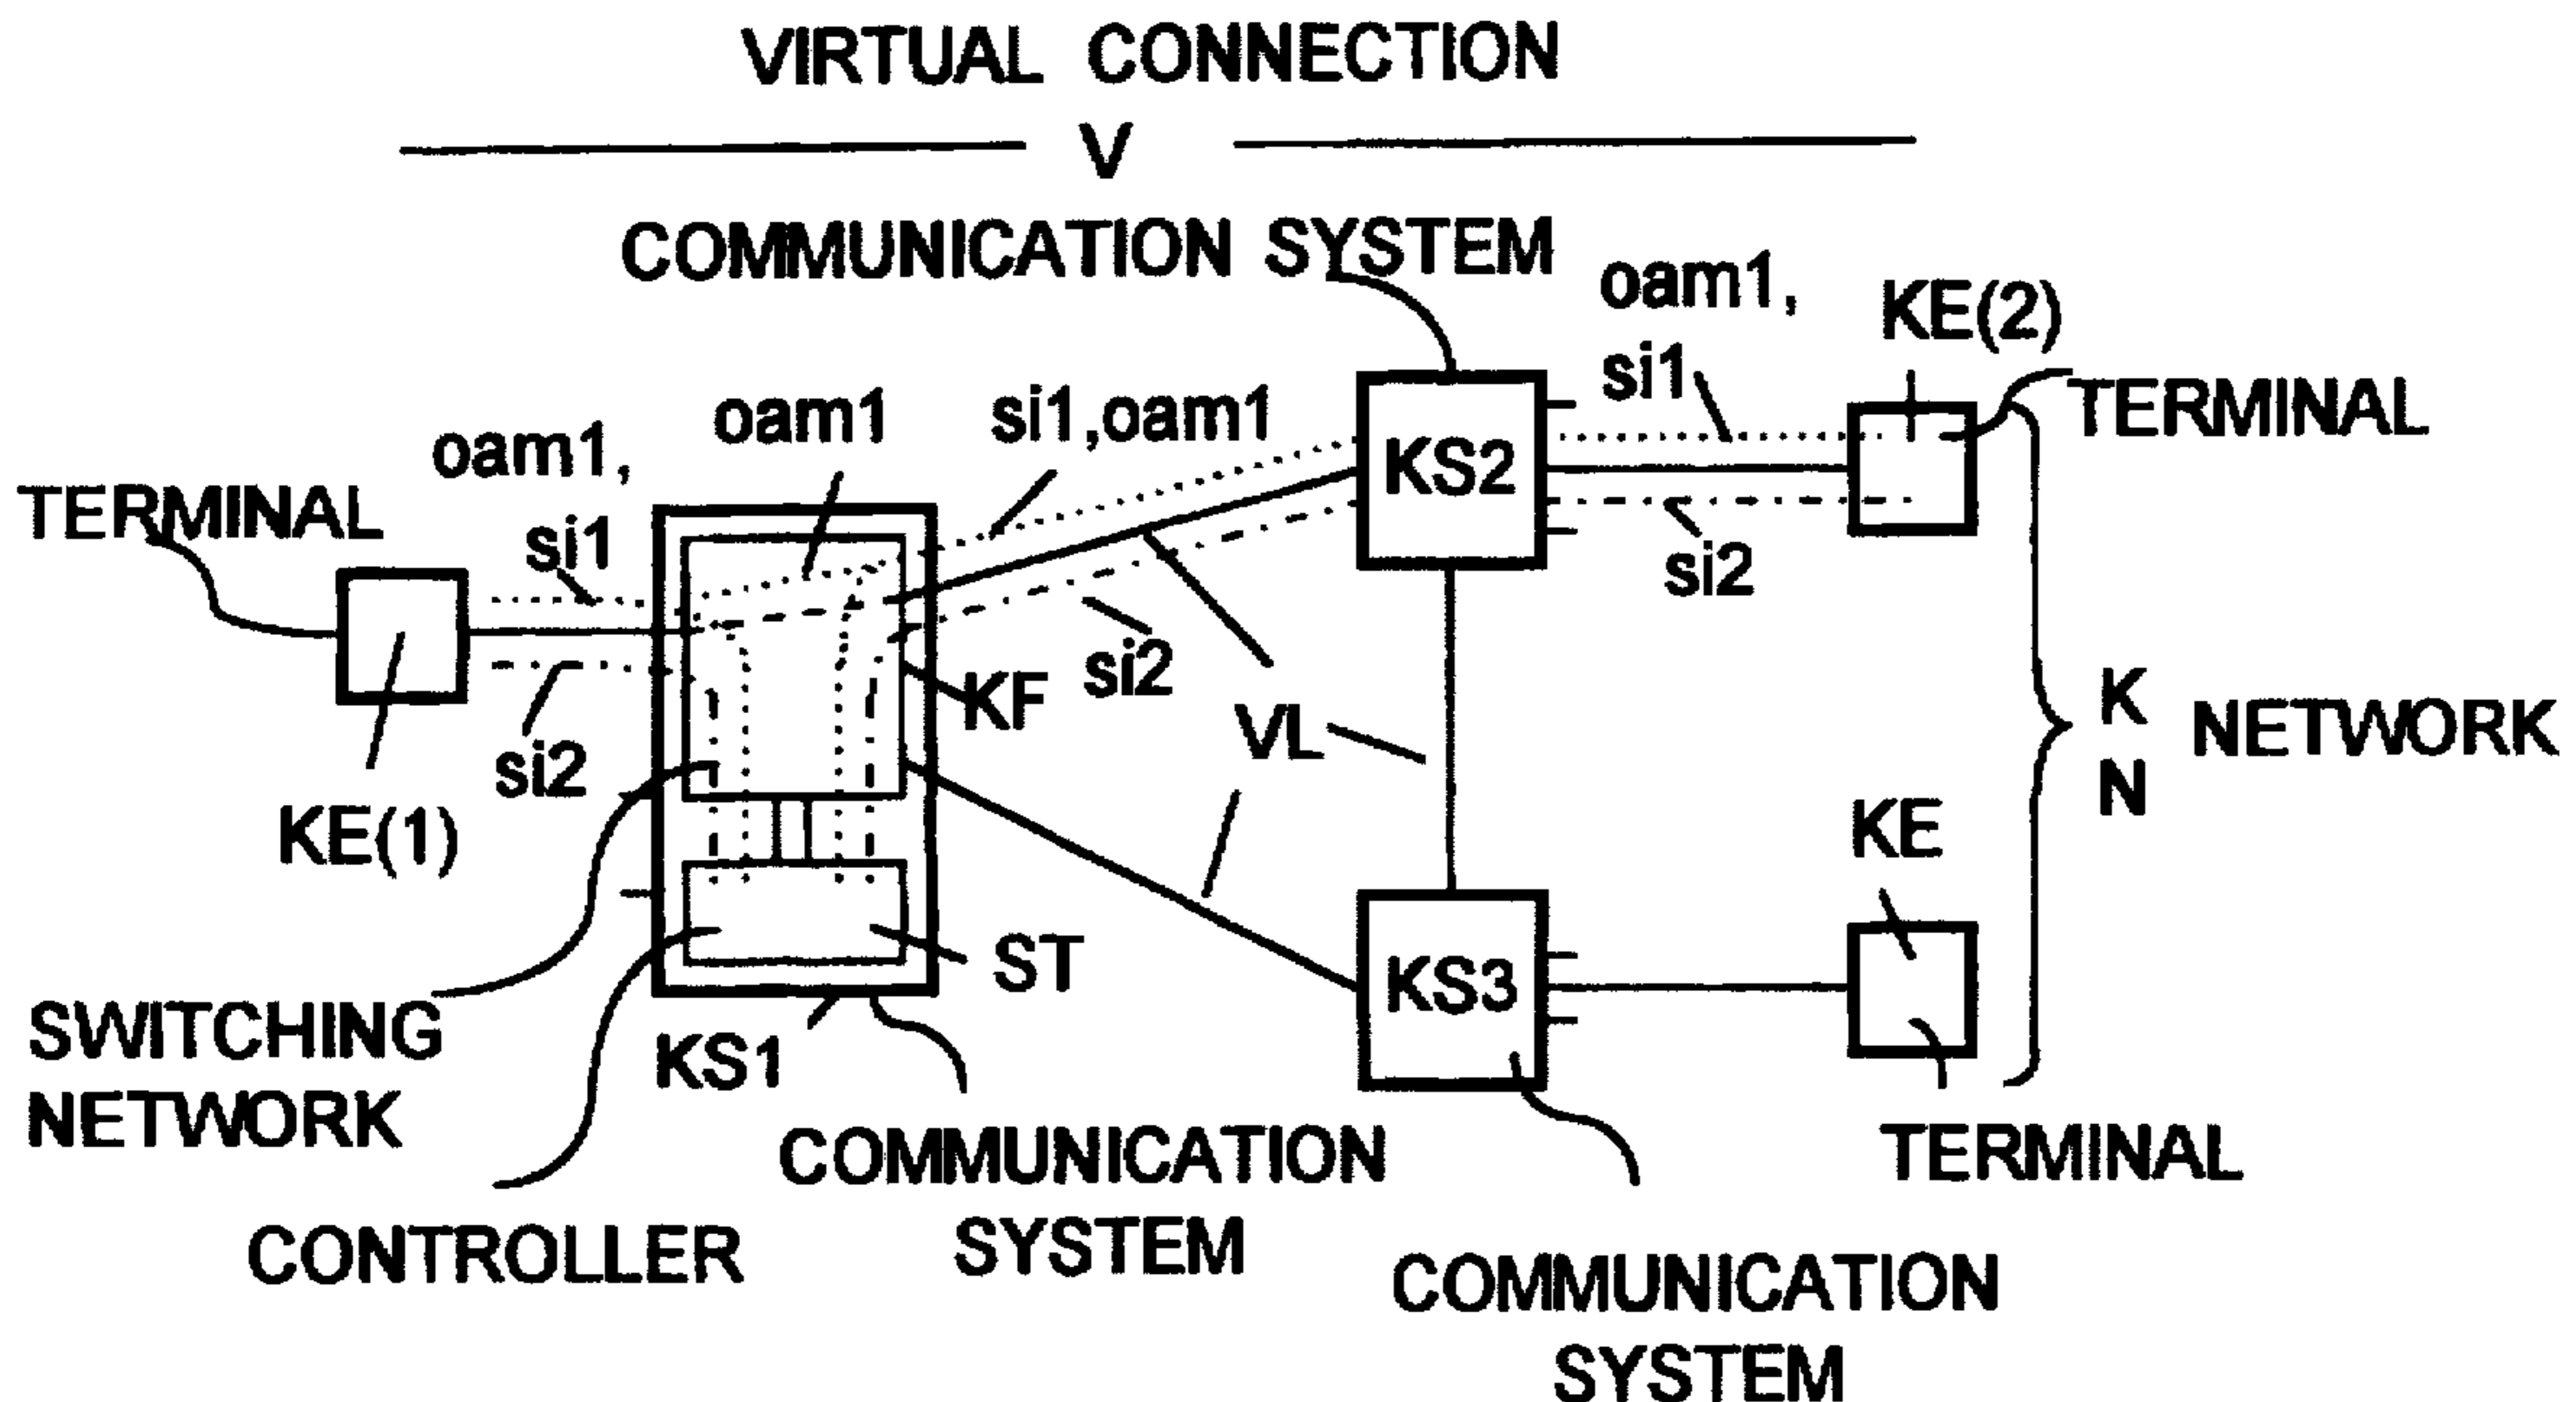 VIRTUAL CONNECTION
V
COMMUNICATION SYSTEM
oam1,
si1
KE(2)
TERMINAL
oam1
si1,oam1
oam1,
si1
TERMINAL
KS2
si2
si2
KF
si2
KE(1)
VL
K
N
NETWORK
KE
ST
KS3
SWITCHING
NETWORK
KS1
CONTROLLER
COMMUNICATION
SYSTEM
TERMINAL
COMMUNICATION
SYSTEM